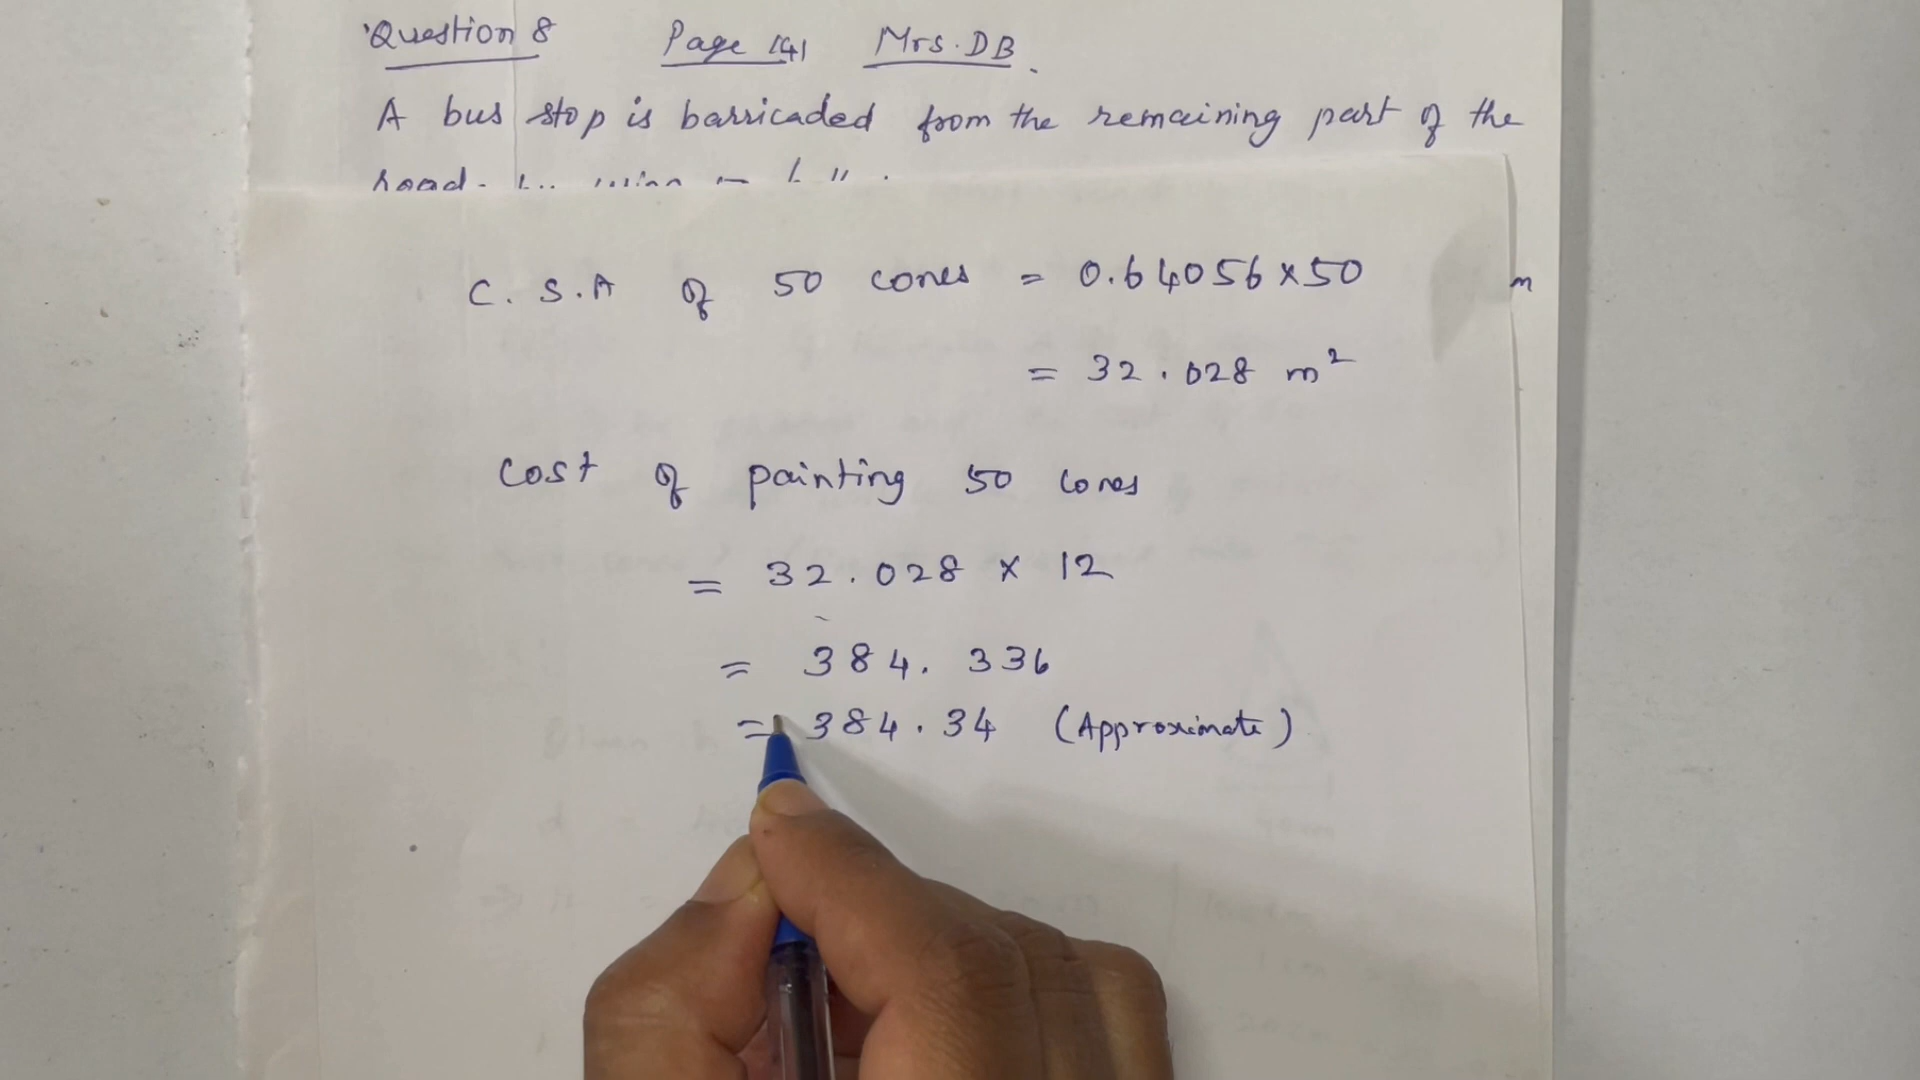 Question 8 Page 141 Mrs. DB.
A bus stop is barricaded from the remaining part of the
road
C. S. A of 50 cones = 0.64056 x 50
m
= 32.028 m²
Cost of painting 50 cones
= 32.028 x 12
= 384.336
= 384.34 (Approximate)